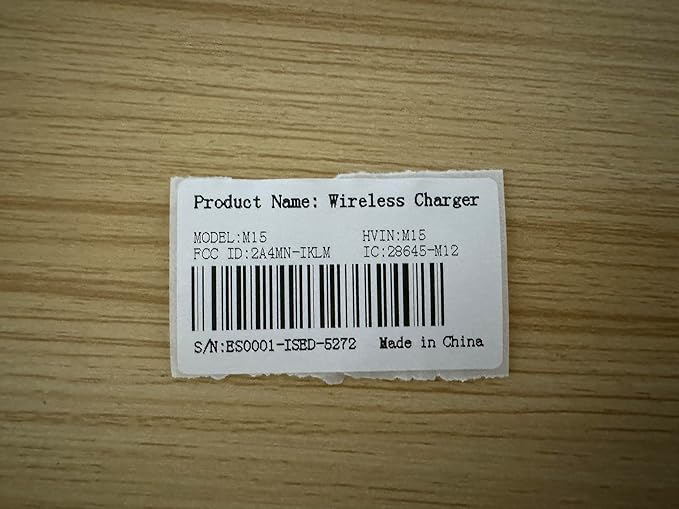 Product Name: Wireless Charger
MODEL:M15 HVIN:M15
FCC ID:2A4MN-IKLM IC:28645-M12
S/N:ES0001-ISED-5272 Made in China